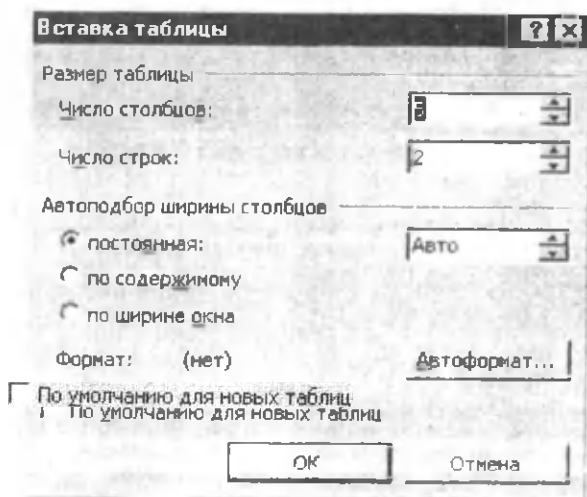 Вставка таблицы
Размер таблицы
Число столбцов:
Число строк: 2
Автоподбор ширины столбцов
постоянная: Авто
по содержимому
по ширине окна
Формат: (нет) Автоформат...
По умолчанию для новых таблиц
По умолчанию для новых таблиц
ОК Отмена